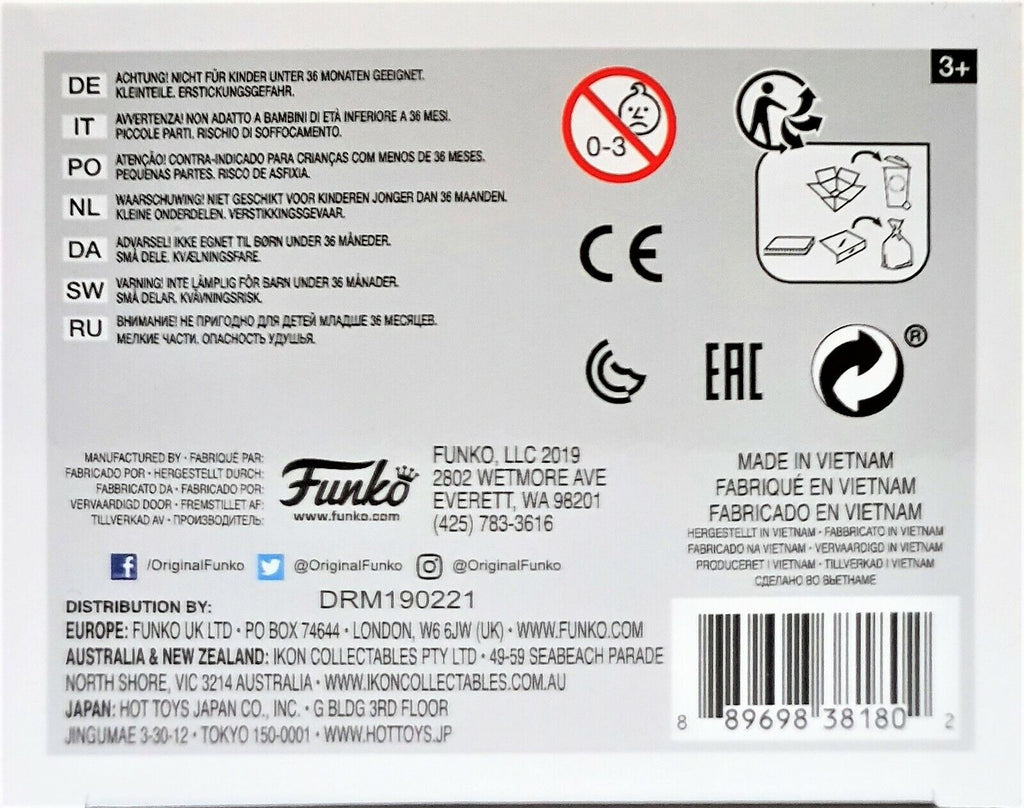 3+
DE ACHTUNG! NICHT FÜR KINDER UNTER 36 MONATEN GEEIGNET.
KLEINTEILE. ERSTICKUNGSGEFAHR.
IT AVVERTENZA! NON ADATTO A BAMBINI DI ETÀ INFERIORE A 36 MESI.
PICCOLE PARTI. RISCHIO DI SOFFOCAMENTO.
PO ATENÇÃO! CONTRA-INDICADO PARA CRIANÇAS COM MENOS DE 36 MESES.
PEQUENAS PARTES. RISCO DE ASFIXIA.
NL WAARSCHUWING! NIET GESCHIKT VOOR KINDEREN JONGER DAN 36 MAANDEN.
KLEINE ONDERDELEN. VERSTIKKINGSGEVAAR.
DA ADVARSEL! IKKE EGNET TIL BØRN UNDER 36 MÅNEDER.
SMÅ DELE. KVÆLNINGSFARE.
SW VARNING! INTE LÄMPLIG FÖR BARN UNDER 36 MÅNADER.
SMÅ DELAR. KVÄVNINGSRISK.
RU ВНИМАНИЕ! НЕ ПРИГОДНО ДЛЯ ДЕТЕЙ МЛАДШЕ 36 МЕСЯЦЕВ.
МЕЛКИЕ ЧАСТИ. ОПАСНОСТЬ УДУШЬЯ.
0-3
CE
EAC
®
MANUFACTURED BY • FABRIQUÉ PAR:
FABRICADO POR • HERGESTELLT DURCH:
FABBRICATO DA • FABRICADO POR:
VERVAARDIGD DOOR • FREMSTILLET AF:
TILLVERKAD AV • ПРОИЗВОДИТЕЛЬ:
Funko
www.funko.com
FUNKO, LLC 2019
2802 WETMORE AVE
EVERETT, WA 98201
(425) 783-3616
MADE IN VIETNAM
FABRIQUÉ EN VIETNAM
FABRICADO EN VIETNAM
HERGESTELLT IN VIETNAM • FABBRICATO IN VIETNAM
FABRICADO NA VIETNAM • VERVAARDIGD IN VIETNAM
PRODUCERET I VIETNAM • TILLVERKAD I VIETNAM
СДЕЛАНО ВО ВЬЕТНАМЕ
/OriginalFunko @OriginalFunko @OriginalFunko
DRM190221
DISTRIBUTION BY:
EUROPE: FUNKO UK LTD • PO BOX 74644 • LONDON, W6 6JW (UK) • WWW.FUNKO.COM
AUSTRALIA & NEW ZEALAND: IKON COLLECTABLES PTY LTD • 49-59 SEABEACH PARADE
NORTH SHORE, VIC 3214 AUSTRALIA • WWW.IKONCOLLECTABLES.COM.AU
JAPAN: HOT TOYS JAPAN CO., INC. • G BLDG 3RD FLOOR
JINGUMAE 3-30-12 • TOKYO 150-0001 • WWW.HOTTOYS.JP
8 89698 38180 2